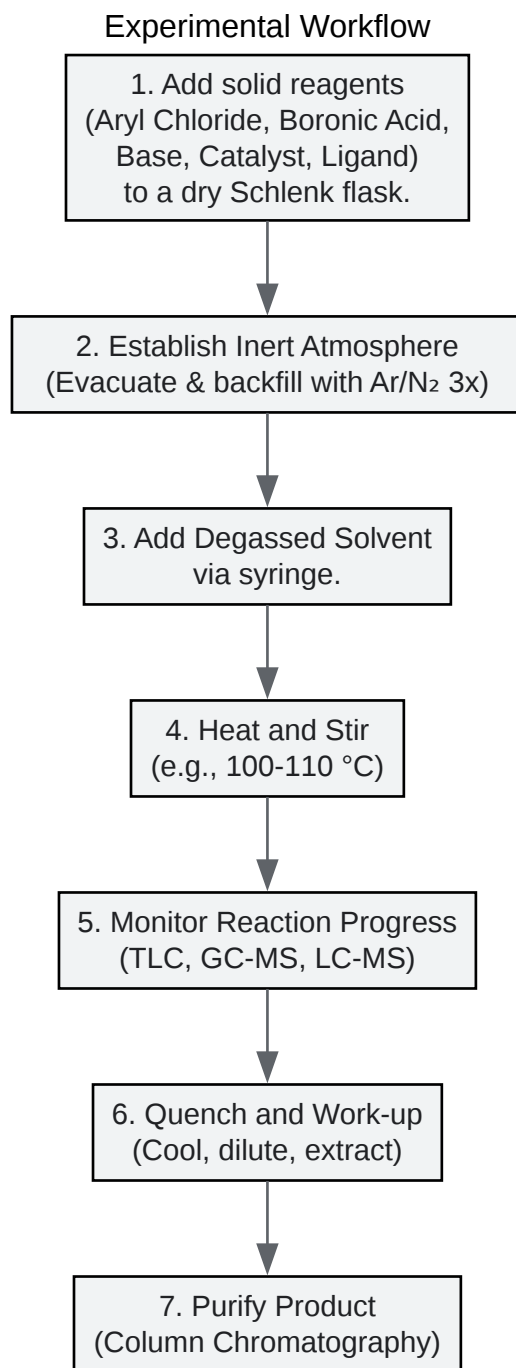 Experimental Workflow
1. Add solid reagents
(Aryl Chloride, Boronic Acid,
Base, Catalyst, Ligand)
to a dry Schlenk flask.
2. Establish Inert Atmosphere
(Evacuate & backfill with Ar/N₂ 3x)
3. Add Degassed Solvent
via syringe.
4. Heat and Stir
(e.g., 100-110 °C)
5. Monitor Reaction Progress
(TLC, GC-MS, LC-MS)
6. Quench and Work-up
(Cool, dilute, extract)
7. Purify Product
(Column Chromatography)